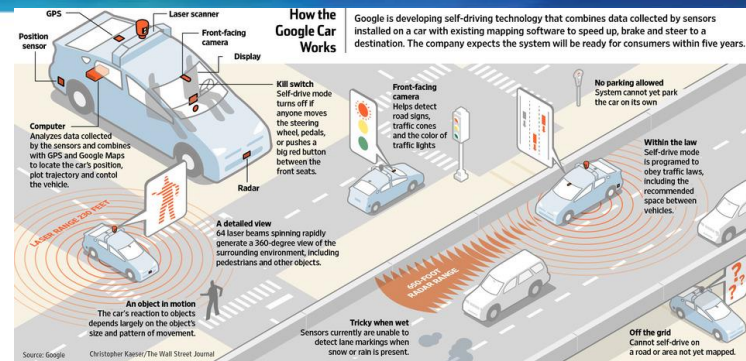 How the
Google Car
Works
Google is developing self-driving technology that combines data collected by sensors
installed on a car with existing mapping software to speed up, brake and steer to a
destination. The company expects the system will be ready for consumers within five years.
GPS
Laser scanner
Position
sensor
Front-facing
camera
Display
Kill switch
Self-drive mode
turns off if
anyone moves
the steering
wheel, pedals,
or pushes a
big red button
between the
front seats.
Computer
Analyzes data collected
by the sensors and combines
with GPS and Google Maps
to locate the car's position,
plot trajectory and contol
the vehicle.
Radar
Front-facing
camera
Helps detect
road signs,
traffic cones
and the color of
traffic lights
No parking allowed
System cannot yet park
the car on its own
Within the law
Self-drive mode
is programed to
obey traffic laws,
including the
recommended
space between
vehicles.
LASER RANGE 230 FEET
A detailed view
64 laser beams spinning rapidly
generate a 360-degree view of the
surrounding environment, including
pedestrians and other objects.
An object in motion
The car's reaction to objects
depends largely on the object's
size and pattern of movement.
650-FOOT
RADAR RANGE
Tricky when wet
Sensors currently are unable to
detect lane markings when
snow or rain is present.
? ? ?
Off the grid
Cannot self-drive on
a road or area not yet mapped.
Source: Google
Christopher Kaeser/The Wall Street Journal